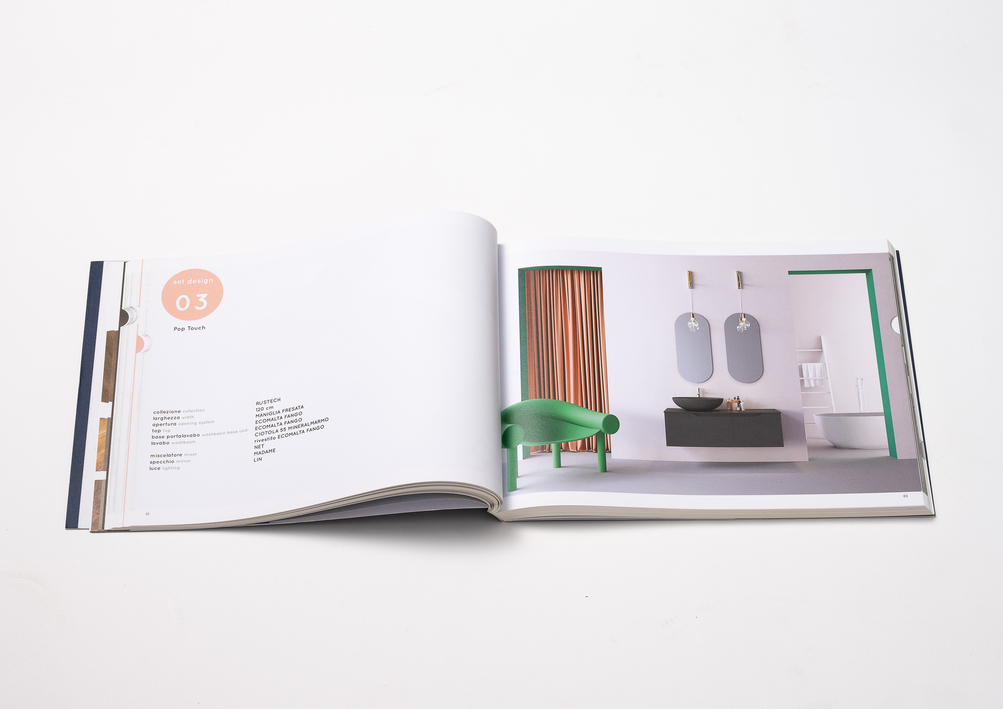 set design
03
Pop Touch
collezione collection RUSTECH
larghezza width 120 cm
apertura opening system MANIGLIA FRESATA
top top ECOMALTA FANGO
base portalavabo washbasin base unit ECOMALTA FANGO
lavabo washbasin CIOTOLA 55 MINERALMARMO
rivestito ECOMALTA FANGO
miscelatore mixer NET
specchio mirror MADAME
luce lighting LIN